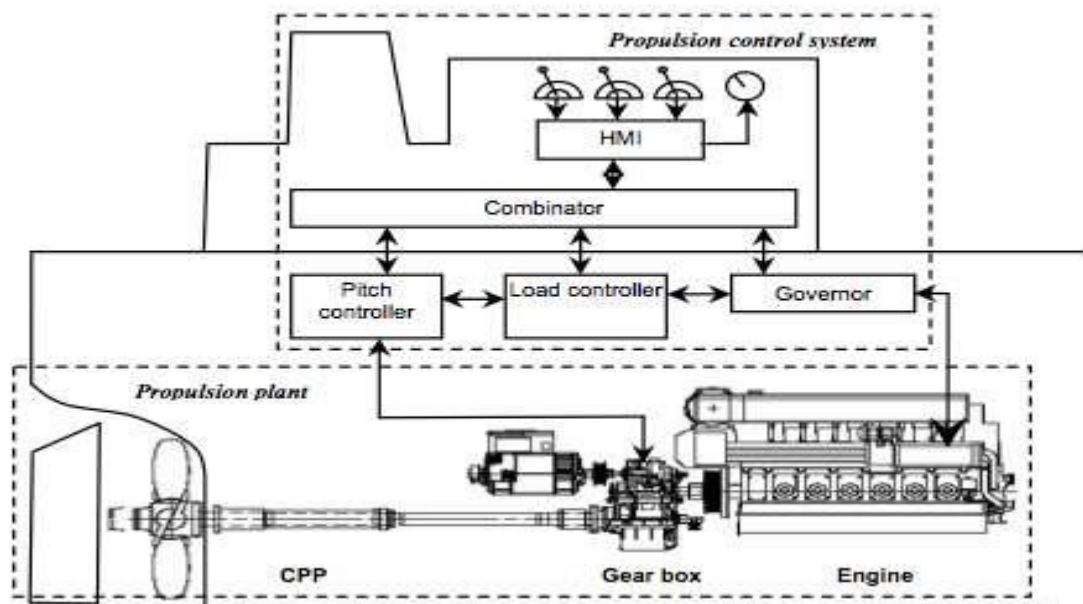 Propulsion control system
HMI
Combinator
Pitch
controller
Load controller
Governor
Propulsion plant
CPP
Gear box
Engine